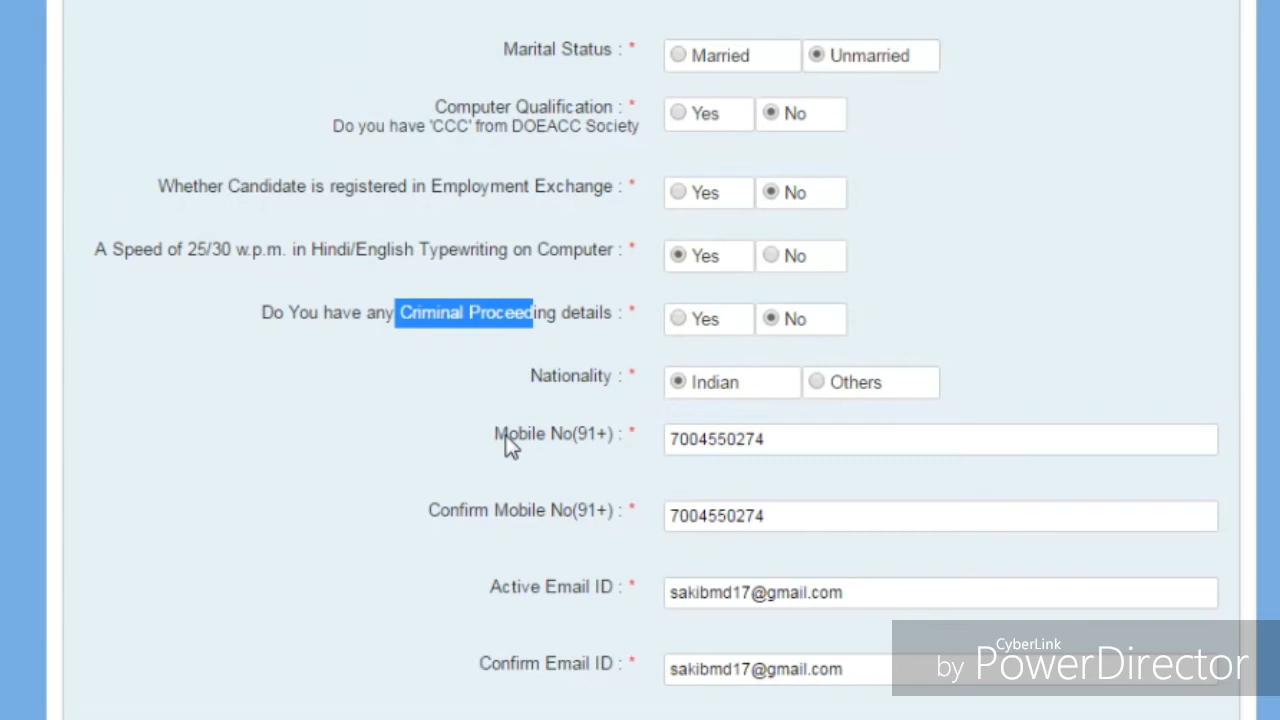 Marital Status : * Married Unmarried
Computer Qualification : * Yes No
Do you have 'CCC' from DOEACC Society
Whether Candidate is registered in Employment Exchange : * Yes No
A Speed of 25/30 w.p.m. in Hindi/English Typewriting on Computer : * Yes No
Do You have any Criminal Proceeding details : * Yes No
Nationality : * Indian Others
Mobile No(91+) : * 7004550274
Confirm Mobile No(91+) : * 7004550274
Active Email ID : * sakibmd17@gmail.com
Confirm Email ID : * sakibmd17@gmail.com
CyberLink
by PowerDirector